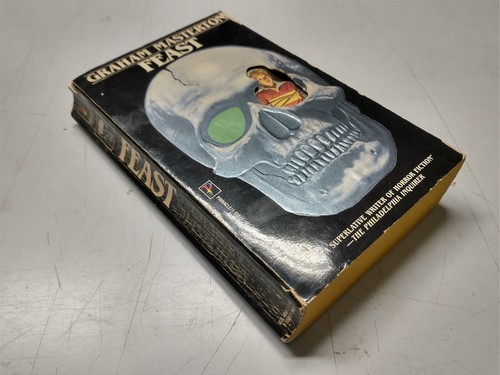 GRAHAM MASTERTON
FEAST
FEAST
SUPERLATIVE WRITER OF HORROR FICTION"
—THE PHILADELPHIA INQUIRER